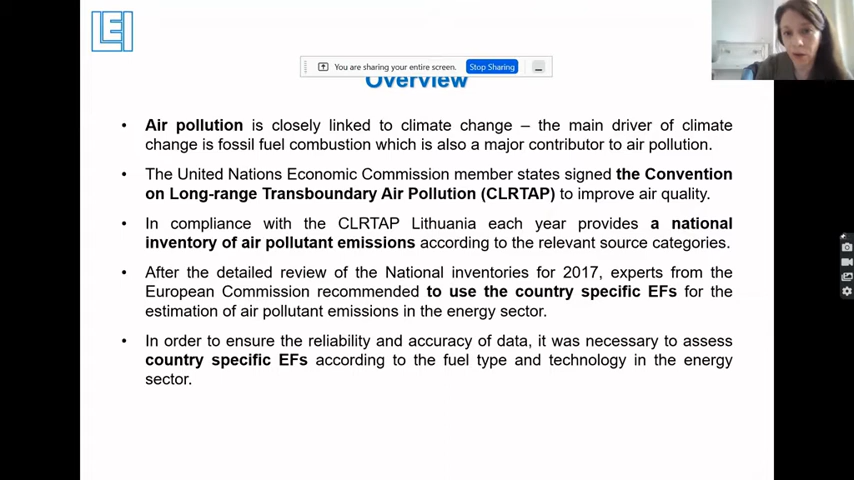 LEI
You are sharing your entire screen. Stop Sharing
Overview
• Air pollution is closely linked to climate change – the main driver of climate
change is fossil fuel combustion which is also a major contributor to air pollution.
• The United Nations Economic Commission member states signed the Convention
on Long-range Transboundary Air Pollution (CLRTAP) to improve air quality.
• In compliance with the CLRTAP Lithuania each year provides a national
inventory of air pollutant emissions according to the relevant source categories.
• After the detailed review of the National inventories for 2017, experts from the
European Commission recommended to use the country specific EFs for the
estimation of air pollutant emissions in the energy sector.
• In order to ensure the reliability and accuracy of data, it was necessary to assess
country specific EFs according to the fuel type and technology in the energy
sector.